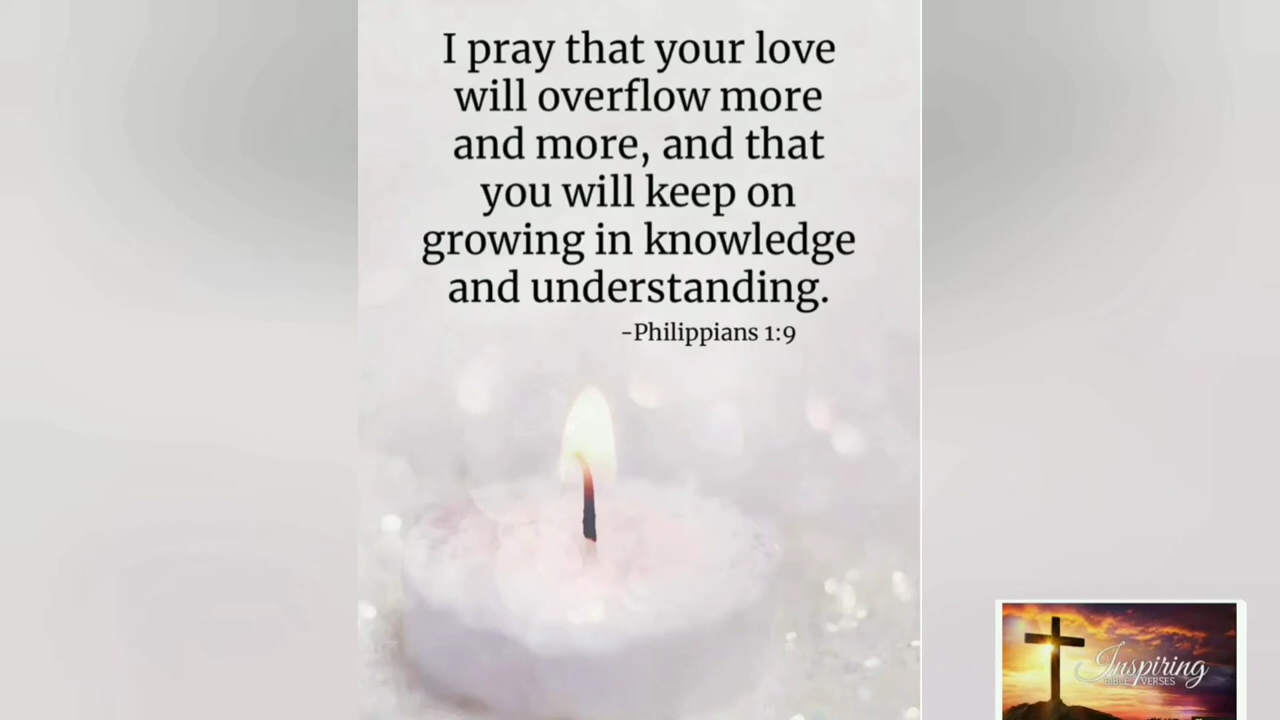 I pray that your love
will overflow more
and more, and that
you will keep on
growing in knowledge
and understanding.
-Philippians 1:9
Inspiring
BIBLE VERSES